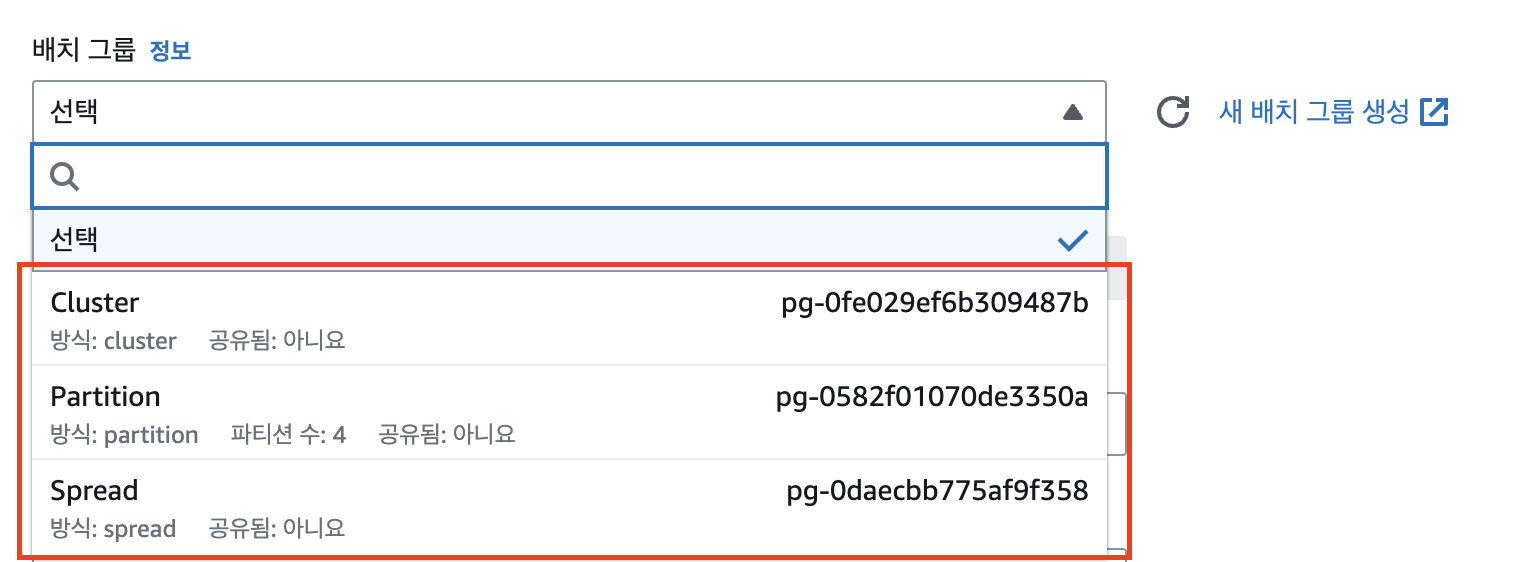 배치 그룹 정보
선택
새 배치 그룹 생성
선택
Cluster pg-0fe029ef6b309487b
방식: cluster 공유됨: 아니요
Partition pg-0582f01070de3350a
방식: partition 파티션 수: 4 공유됨: 아니요
Spread pg-0daecbb775af9f358
방식: spread 공유됨: 아니요